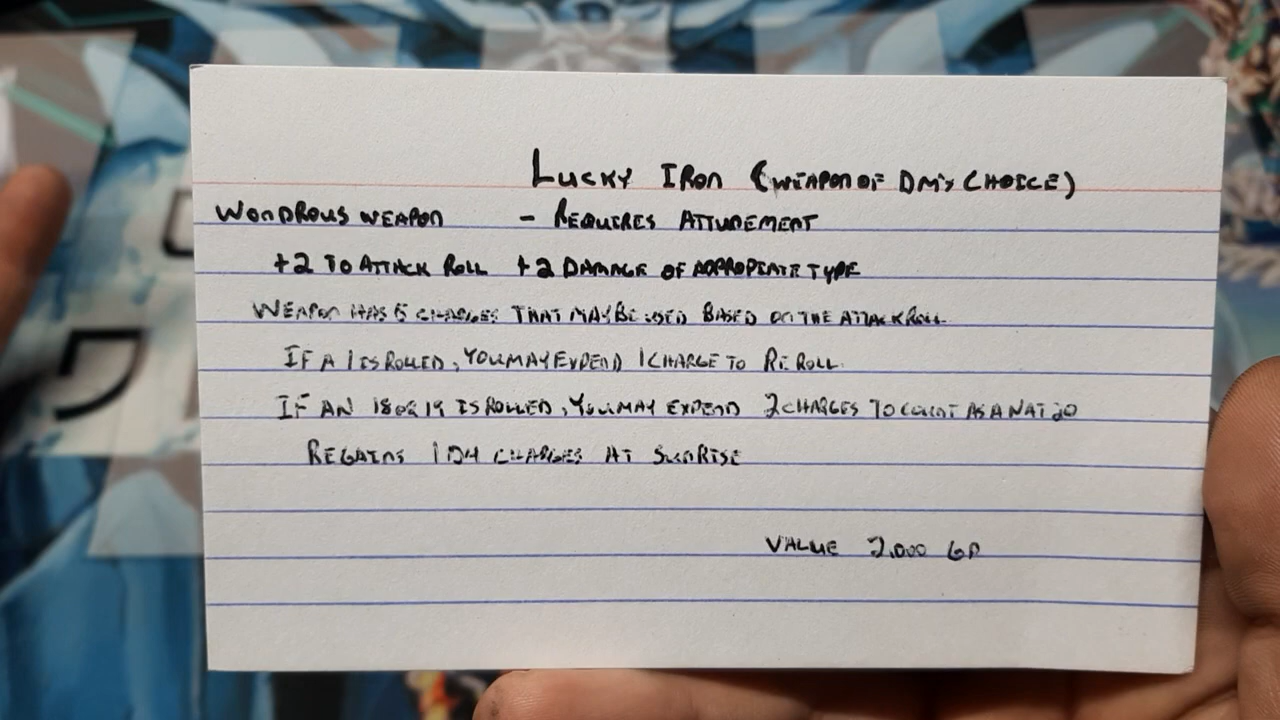 LUCKY IRON (WEAPON OF DM'S CHOICE)
WONDROUS WEAPON - REQUIRES ATTUNEMENT
+2 TO ATTACK ROLL +2 DAMAGE OF APPROPRIATE TYPE
WEAPON HAS 5 CHARGES THAT MAY BE USED BASED ON THE ATTACK ROLL
IF A 1 IS ROLLED, YOU MAY EXPEND 1 CHARGE TO RE ROLL.
IF AN 18 OR 19 IS ROLLED, YOU MAY EXPEND 2 CHARGES TO COUNT AS A NAT 20
REGAINS 1D4 CHARGES AT SUNRISE
VALUE 2,000 GP